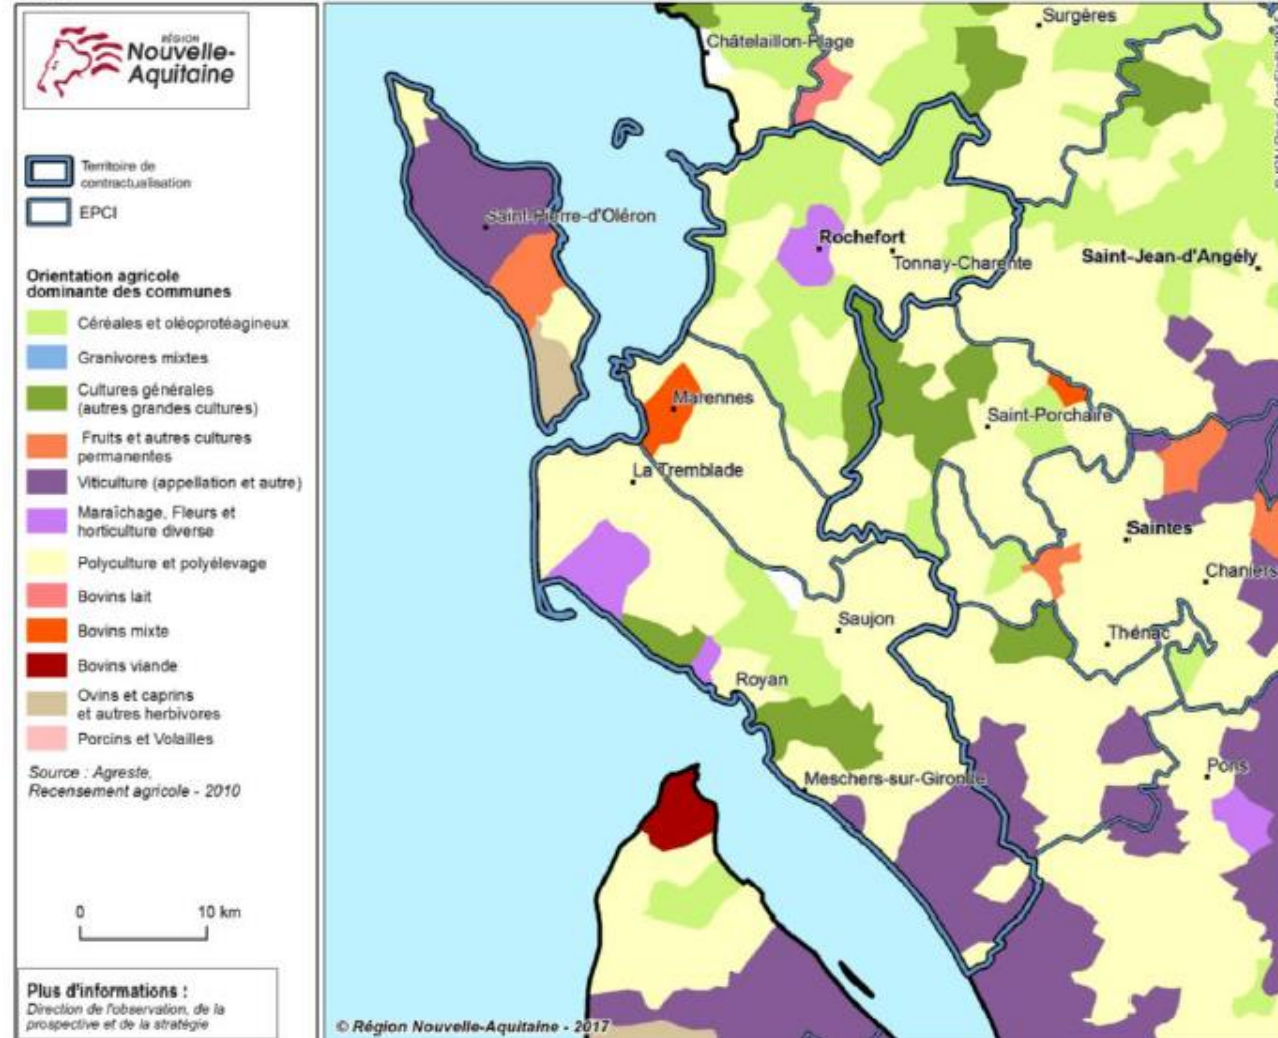 RÉGION
Nouvelle-
Aquitaine
Territoire de
contractualisation
EPCI
Orientation agricole
dominante des communes
Céréales et oléoprotéagineux
Granivores mixtes
Cultures générales
(autres grandes cultures)
Fruits et autres cultures
permanentes
Viticulture (appellation et autre)
Maraîchage, Fleurs et
horticulture diverse
Polyculture et polyélevage
Bovins lait
Bovins mixte
Bovins viande
Ovins et caprins
et autres herbivores
Porcins et Volailles
Source : Agreste,
Recensement agricole - 2010
0 10 km
Plus d'informations :
Direction de l'observation, de la
prospective et de la stratégie
Surgères
Châtelaillon-Plage
Saint-Pierre-d'Oléron
Rochefort
Tonnay-Charente
Saint-Jean-d'Angély
Marennes
Saint-Porchaire
La Tremblade
Saintes
Chaniers
Saujon
Thénac
Royan
Meschers-sur-Gironde
Pons
© Région Nouvelle-Aquitaine - 2017